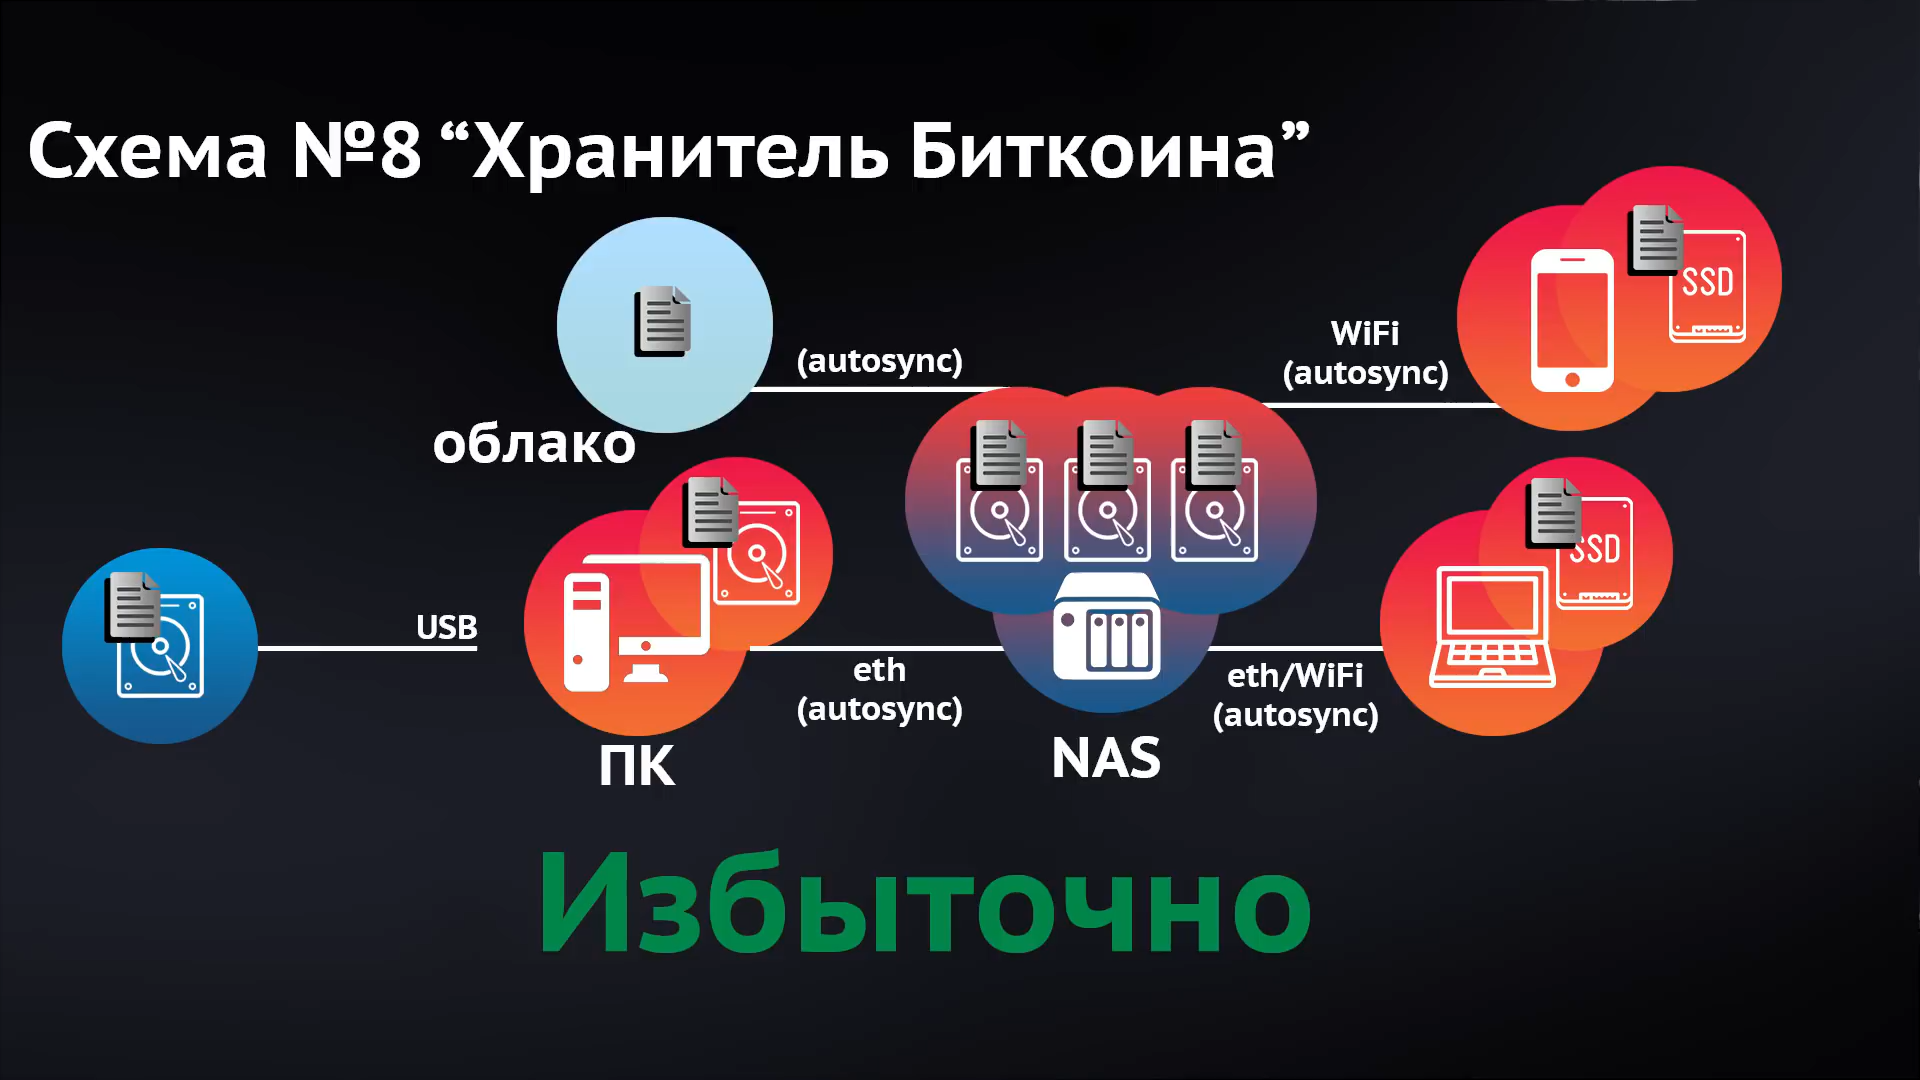 Схема №8 “Хранитель Биткоина”
SSD
WiFi
(autosync)
(autosync)
облако
SSD
USB
eth
(autosync)
eth/WiFi
(autosync)
ПК
NAS
Избыточно